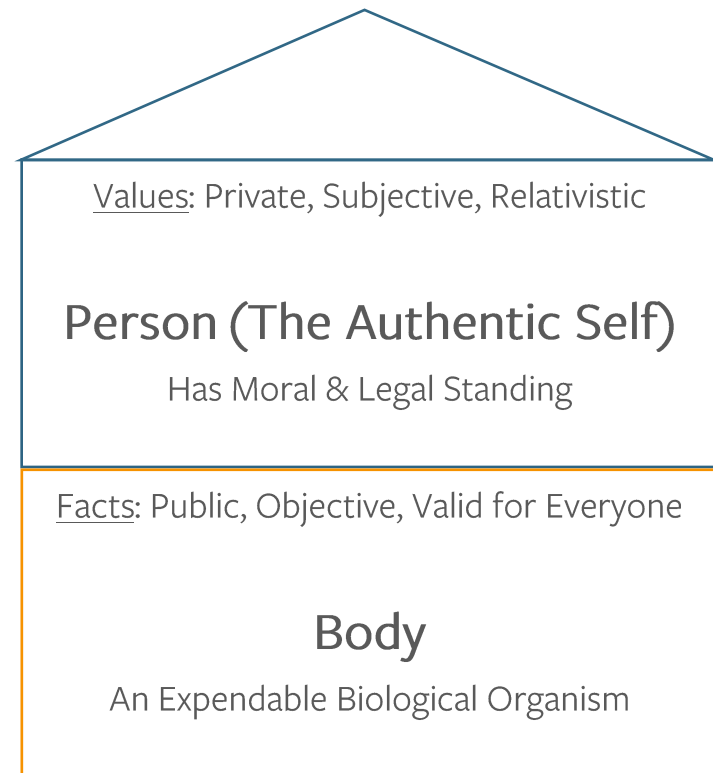 Values: Private, Subjective, Relativistic
Person (The Authentic Self)
Has Moral & Legal Standing
Facts: Public, Objective, Valid for Everyone
Body
An Expendable Biological Organism